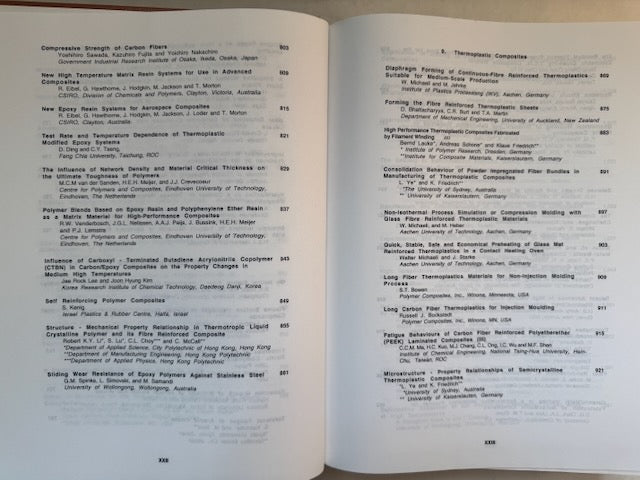 Compressive Strength of Carbon Fibers 803
Yoshihiro Sawada, Kazuhiro Fujita and Yoichiro Nakachiro
Government Industrial Research Institute of Osaka, Ikeda, Osaka, Japan
New High Temperature Matrix Resin Systems for Use in Advanced 809
Composites
R. Eibel, G. Hawthorne, J. Hodgkin, M. Jackson and T. Morton
CSIRO, Division of Chemicals and Polymers, Clayton, Victoria, Australia
New Epoxy Resin Systems for Aerospace Composites 815
R. Eibel, G. Hawthorne, J. Hodgkin, M. Jackson, J. Loder and T. Morton
CSIRO, Clayton, Australia
Test Rate and Temperature Dependence of Thermoplastic 821
Modified Epoxy Systems
D. Ding and C.Y. Tsang,
Feng Chia University, Taichung, ROC
The Influence of Network Density and Material Critical Thickness on 829
the Ultimate Toughness of Polymers
M.C.M van der Sanden, H.E.H. Meijer, and J.J. Crevecoeur
Centre for Polymers and Composites, Eindhoven University of Technology,
Eindhoven, The Netherlands
Polymer Blends Based on Epoxy Resin and Polyphenylene Ether Resin 837
as a Matrix Material for High-Performance Composites
R.W. Venderbosch, J.G.L. Nelissen, A.A.J. Peijs, J. Bussink, H.E.H. Meijer
and P.J. Lemstra
Centre for Polymers and Composites, Eindhoven University of Technology,
Eindhoven, The Netherlands
Influence of Carboxyl - Terminated Butadiene Acrylonitrile Copolymer 843
(CTBN) in Carbon/Epoxy Composites on the Property Changes in
Medium High Temperatures
Jae Rock Lee and Joon Hyung Kim
Korea Research Institute of Chemical Technology, Daedeog Danji, Korea
Self Reinforcing Polymer Composites 849
S. Kenig
Israel Plastics & Rubber Centre, Haifa, Israel
Structure - Mechanical Property Relationship in Thermotropic Liquid 855
Crystalline Polymer and its Fibre Reinforced Composite
Robert K.Y. Li*, S. Lu*, C.L. Choy*** and C. McCall**
*Department of Applied Science, City Polytechnic of Hong Kong, Hong Kong
**Department of Manufacturing Engineering, Hong Kong Polytechnic
***Department of Applied Physics, Hong Kong Polytechnic
Sliding Wear Resistance of Epoxy Polymers Against Stainless Steel 861
G.M. Spinks, L. Simovski, and M. Samandi
University of Wollongong, Wollongong, Australia
XXII
9. Thermoplastic Composites
Diaphragm Forming of Continuous-Fibre Reinforced Thermoplastics 869
Suitable for Medium-Scale Production
W. Michaeli and M. Jehrke
Institute of Plastics Processing (IKV), Aachen, Germany
Forming the Fibre Reinforced Thermoplastic Sheets 875
D. Bhattacharyya, C.R. Burt and T.A. Martin
Department of Mechanical Engineering, University of Auckland, New Zealand
High Performance Thermoplastic Composites Fabricated 883
by Filament Winding
Bernd Lauke*, Andreas Schöne* and Klaus Friedrich**
* Institute of Polymer Research, Dresden, Germany
** Institute for Composite Materials, Kaiserslautern, Germany
Consolidation Behaviour of Powder Impregnated Fibre Bundles in 891
Manufacturing of Thermoplastic Composites
L. Ye* and K. Friedrich**
*The University of Sydney, Australia
** University of Kaiserslautern, Germany
Non-Isothermal Process Simulation or Compression Molding with 897
Glass Fibre Reinforced Thermoplastic Materials
W. Michaeli, and M. Heber
Aachen University of Technology, Aachen, Germany
Quick, Stable, Safe and Economical Preheating of Glass Mat 903
Reinforced Thermoplastics in a Contact Heating Oven
Walter Michaeli and J. Starke
Aachen University of Technology, Aachen, Germany
Long Fiber Thermoplastics Materials for Non-Injection Molding 909
Process
S.T. Bowen
Polymer Composites, Inc., Winona, Minnesota, USA
Long Carbon Fiber Thermoplastics for Injection Moulding 911
Russell J. Bockstedt
Polymer Composites, Inc., Winona, MN, USA
Fatigue Behaviours of Carbon Fiber Reinforced Polyetherether 915
(PEEK) Laminated Composites
C.C.M. Ma, H.C. Kuo, M.J. Chang, C.L. Ong, I.C. Wu and M.F. Shen
Institute of Chemical Engineering, National Tsing-Hua University, Hsin-
Chu, Taiwan, ROC
Microstructure - Property Relationships of Semicrystalline 921
Thermoplastic Composites
*L. Ye and K. Friedrich**
*University of Sydney, Australia
** University of Kaiserslauten, Germany
XXIII